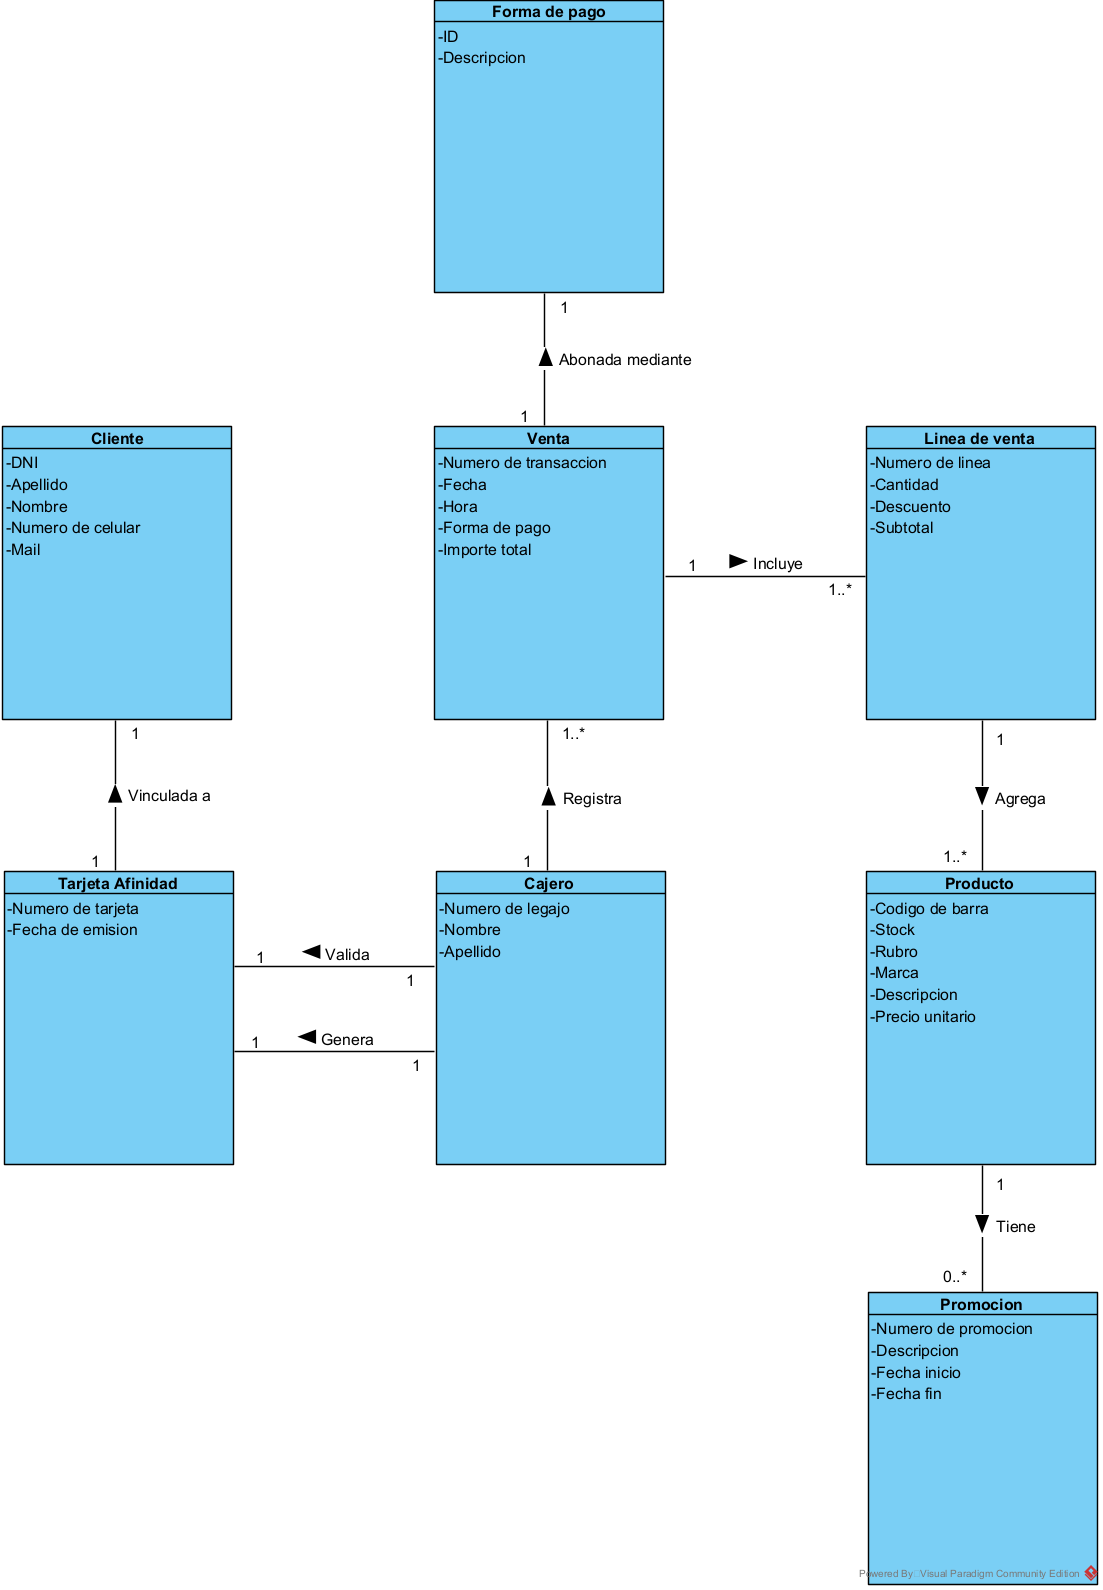 Forma de pago
-ID
-Descripcion
1
Abonada mediante
1
Cliente
-DNI
-Apellido
-Nombre
-Numero de celular
-Mail
Venta
-Numero de transaccion
-Fecha
-Hora
-Forma de pago
-Importe total
Linea de venta
-Numero de linea
-Cantidad
-Descuento
-Subtotal
1
Incluye
1..*
1
Vinculada a
1
1..*
Registra
1
1
Agrega
1..*
Tarjeta Afinidad
-Numero de tarjeta
-Fecha de emision
Cajero
-Numero de legajo
-Nombre
-Apellido
1
Valida
1
1
Genera
1
Producto
-Codigo de barra
-Stock
-Rubro
-Marca
-Descripcion
-Precio unitario
1
Tiene
0..*
Promocion
-Numero de promocion
-Descripcion
-Fecha inicio
-Fecha fin
Powered By Visual Paradigm Community Edition